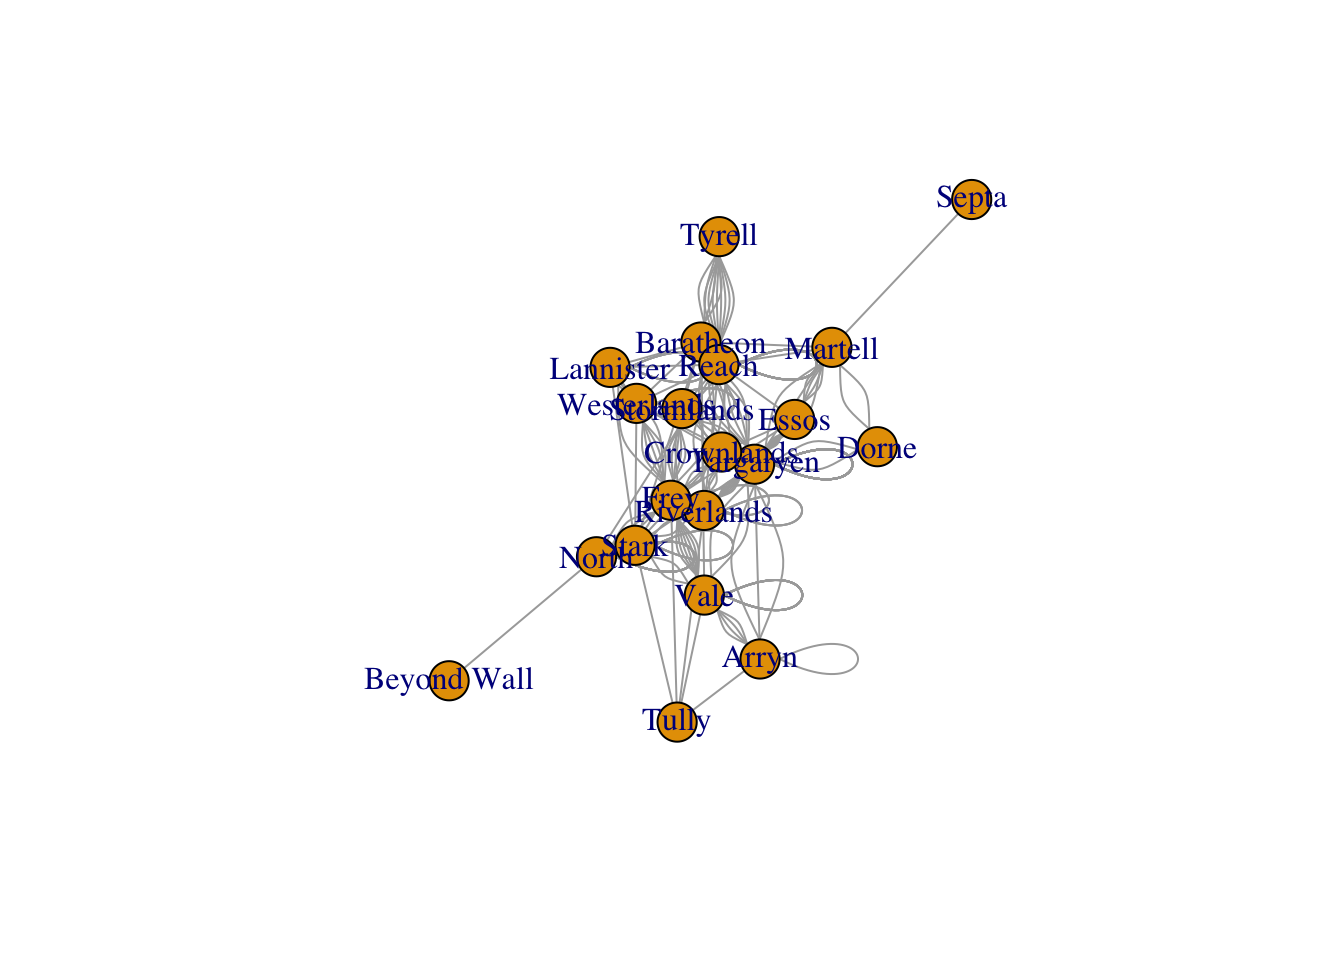 Septa
Tyrell
Baratheon
Martell
Reach
Lannister
Westerlands
Stormlands
Essos
Dorne
Crownlands
Targaryen
Frey
Riverlands
Stark
North
Vale
Arryn
Beyond Wall
Tully